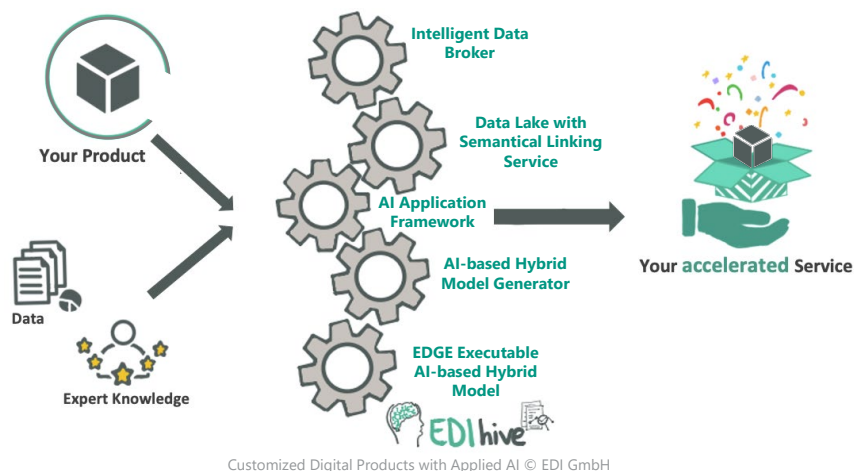 Your Product
Data
Expert Knowledge
Intelligent Data
Broker
Data Lake with
Semantical Linking
Service
AI Application
Framework
AI-based Hybrid
Model Generator
EDGE Executable
AI-based Hybrid
Model
EDI hive
Your accelerated Service
Customized Digital Products with Applied AI © EDI GmbH